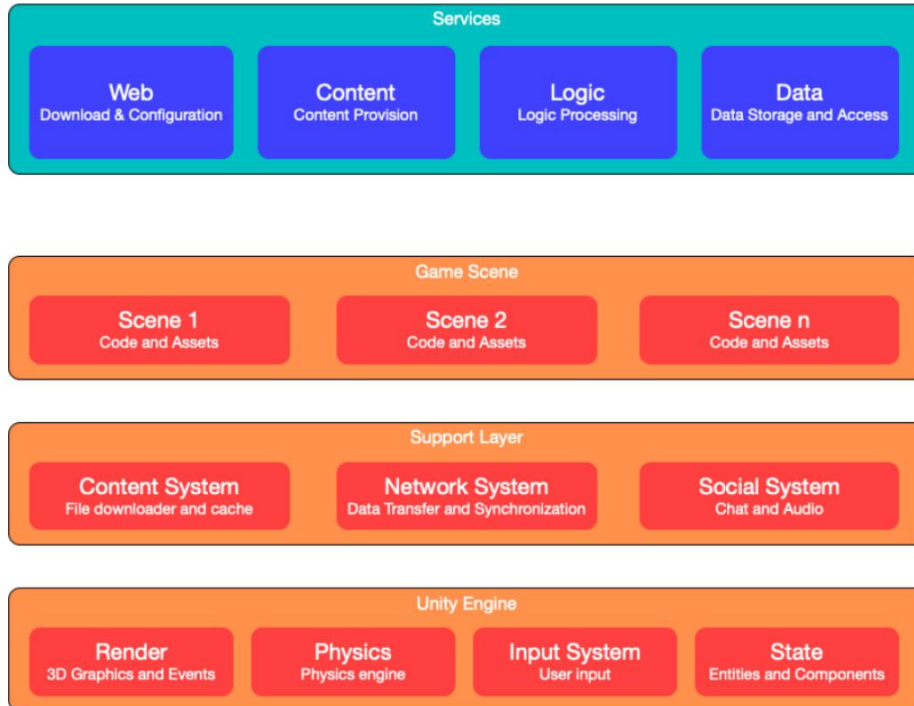 Services
Web
Download & Configuration
Content
Content Provision
Logic
Logic Processing
Data
Data Storage and Access
Game Scene
Scene 1
Code and Assets
Scene 2
Code and Assets
Scene n
Code and Assets
Support Layer
Content System
File downloader and cache
Network System
Data Transfer and Synchronization
Social System
Chat and Audio
Unity Engine
Render
3D Graphics and Events
Physics
Physics engine
Input System
User input
State
Entities and Components